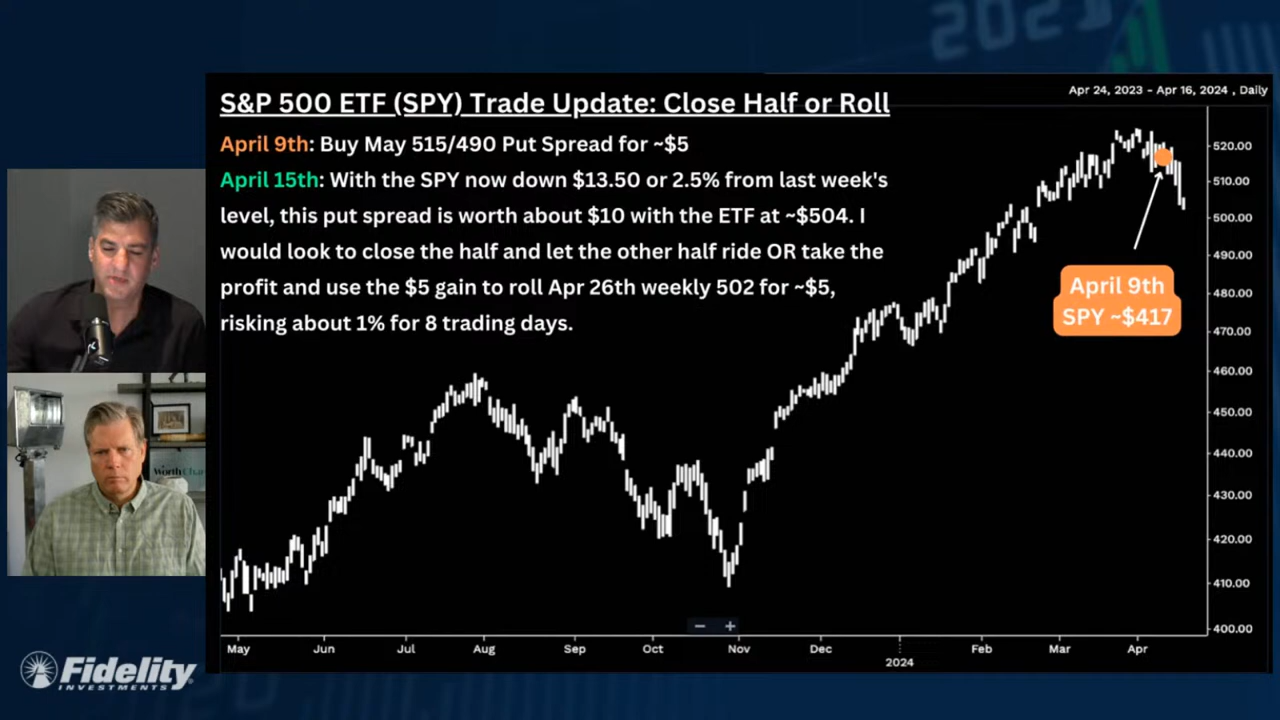 2023
Apr 24, 2023 - Apr 16, 2024 , Daily
S&P 500 ETF (SPY) Trade Update: Close Half or Roll
April 9th: Buy May 515/490 Put Spread for ~$5
April 15th: With the SPY now down $13.50 or 2.5% from last week's
level, this put spread is worth about $10 with the ETF at ~$504. I
would look to close the half and let the other half ride OR take the
profit and use the $5 gain to roll Apr 26th weekly 502 for ~$5,
risking about 1% for 8 trading days.
520.00
510.00
500.00
490.00
480.00
470.00
460.00
450.00
440.00
430.00
420.00
410.00
400.00
April 9th
SPY ~$417
− +
May Jun Jul Aug Sep Oct Nov Dec Feb Mar Apr
2024
Worth
Fidelity
INVESTMENTS